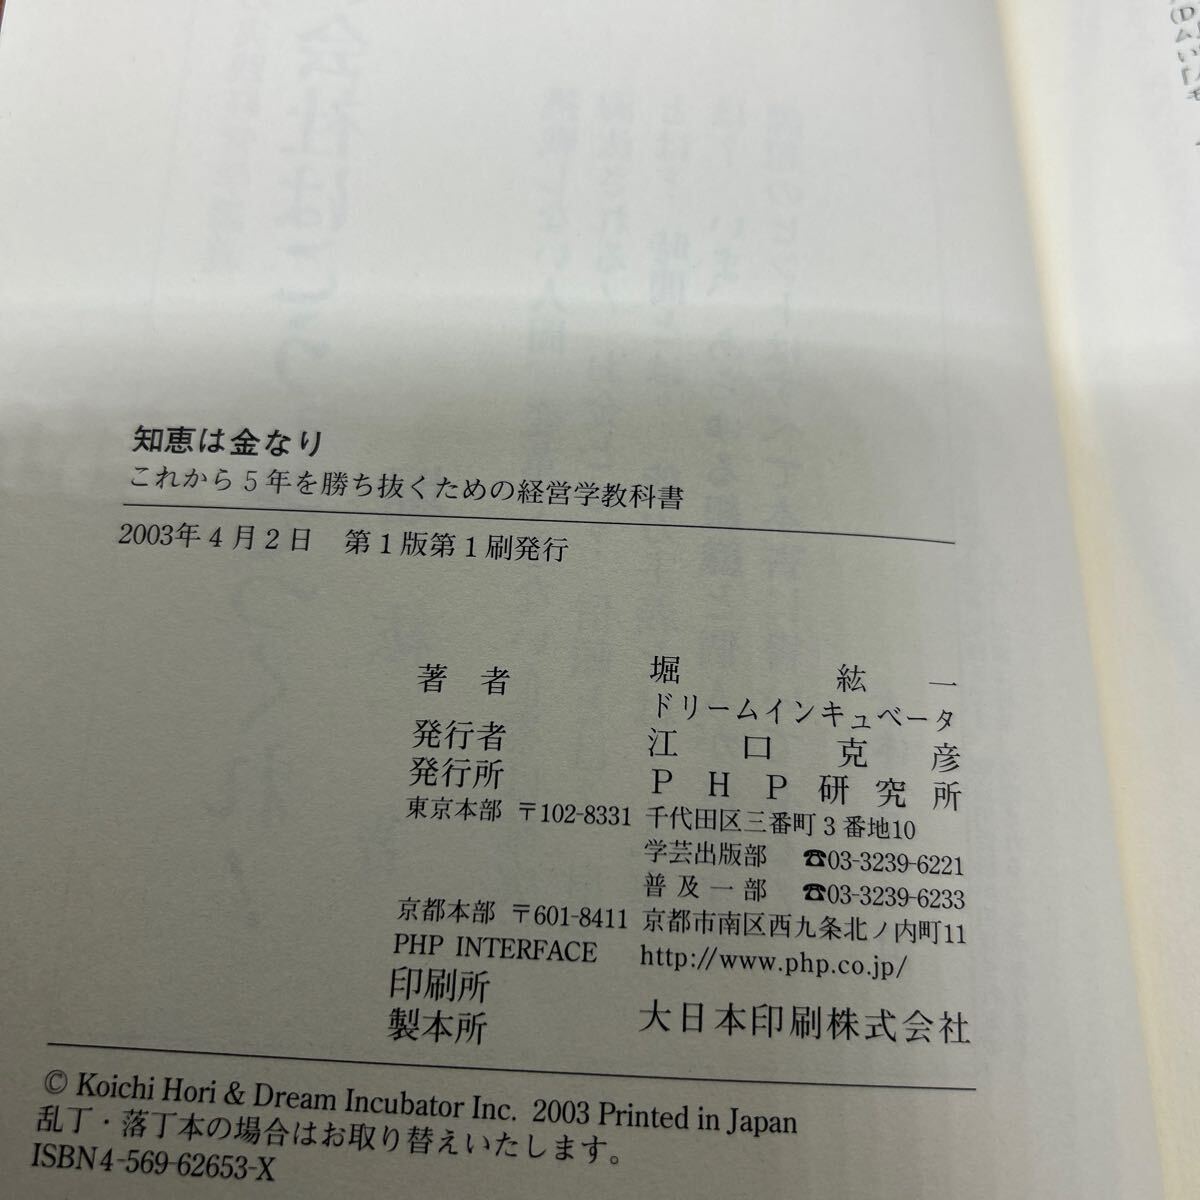 知恵は金なり
これから5年を勝ち抜くための経営学教科書
2003年4月2日　第1版第1刷発行
著　者　堀　紘　一
ドリームインキュベータ
発行者　江　口　克　彦
発行所　ＰＨＰ研究所
東京本部 〒102-8331 千代田区三番町3番地10
学芸出版部　☎03-3239-6221
普及一部　☎03-3239-6233
京都本部 〒601-8411 京都市南区西九条北ノ内町11
PHP INTERFACE　http://www.php.co.jp/
印刷所
製本所　大日本印刷株式会社
© Koichi Hori & Dream Incubator Inc. 2003 Printed in Japan
乱丁・落丁本の場合はお取り替えいたします。
ISBN4-569-62653-X